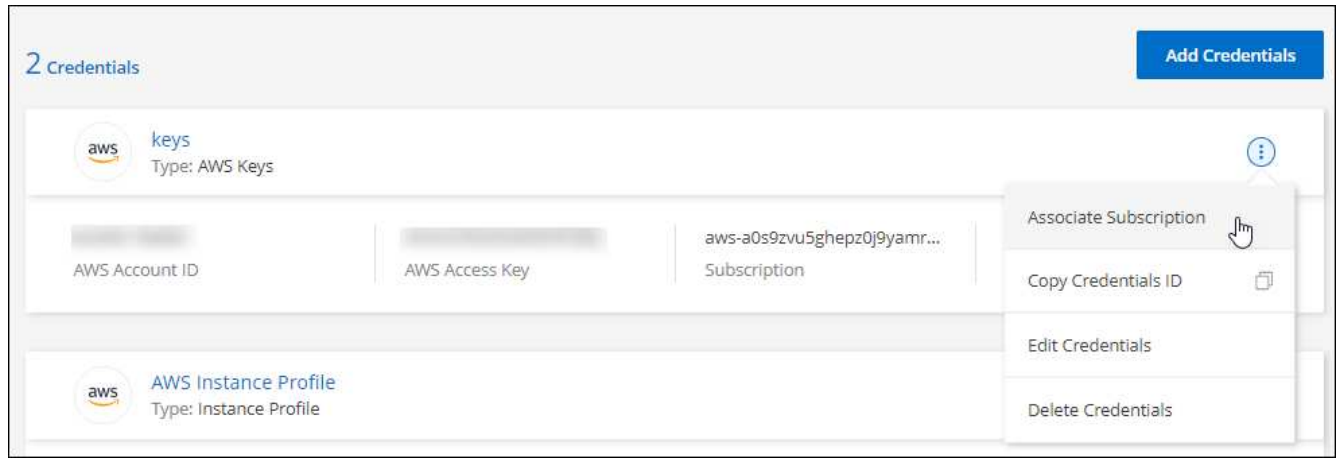 2 Credentials
Add Credentials
aws
keys
Type: AWS Keys
Associate Subscription
aws-a0s9zvu5ghepz0j9yamr...
AWS Account ID
AWS Access Key
Subscription
Copy Credentials ID
Edit Credentials
aws
AWS Instance Profile
Type: Instance Profile
Delete Credentials